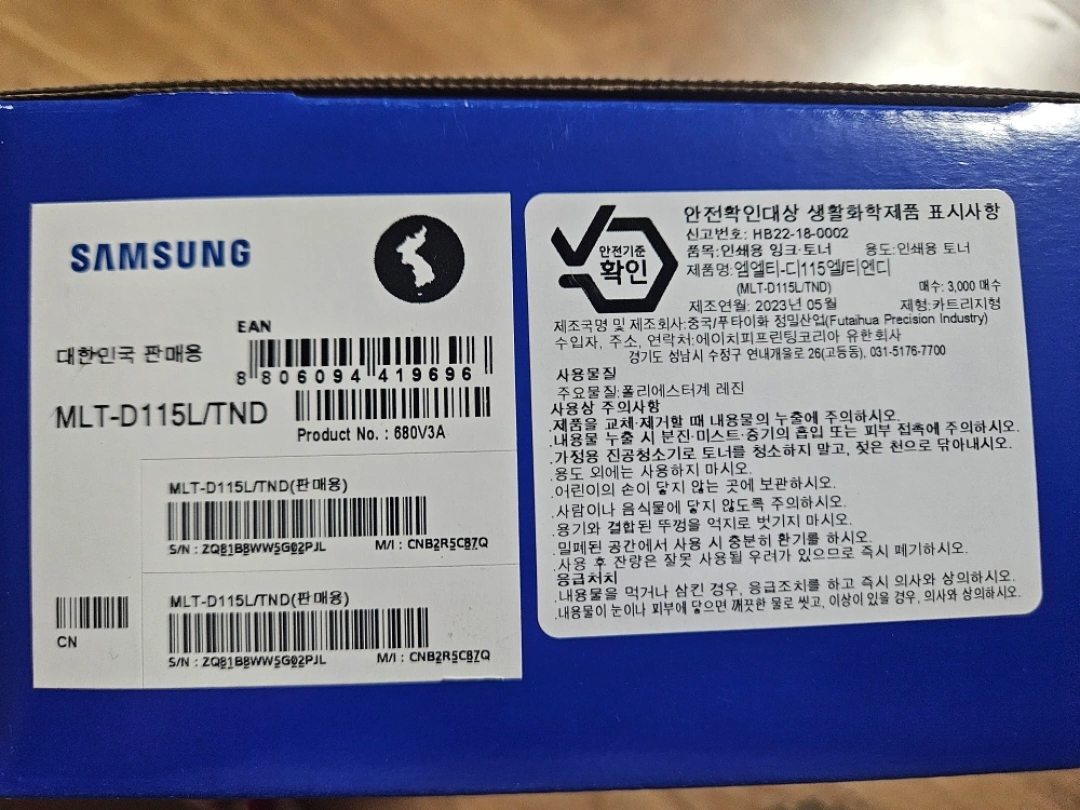 SAMSUNG
EAN
대한민국 판매용
8 806094 419696
MLT-D115L/TND
Product No. : 680V3A
MLT-D115L/TND(판매용)
S/N : ZQ81B8WW5G02PJL M/I : CNB2R5C87Q
MLT-D115L/TND(판매용)
S/N : ZQ81B8WW5G02PJL M/I : CNB2R5C87Q
CN
안전기준
확인
안전확인대상 생활화학제품 표시사항
신고번호: HB22-18-0002
품목:인쇄용 잉크·토너 용도:인쇄용 토너
제품명:엠엘티-디115엘/티엔디
(MLT-D115L/TND) 매수: 3,000 매수
제조연월: 2023년 05월 제형:카트리지형
제조국명 및 제조회사:중국/푸타이화 정밀산업(Futaihua Precision Industry)
수입자, 주소, 연락처:에이치피프린팅코리아 유한회사
경기도 성남시 수정구 연내개울로 26(고등동), 031-5176-7700
사용물질
주요물질:폴리에스터계 레진
사용상 주의사항
.제품을 교체·제거할 때 내용물의 누출에 주의하시오.
.내용물 누출 시 분진·미스트·증기의 흡입 또는 피부 접촉에 주의하시오.
.가정용 진공청소기로 토너를 청소하지 말고, 젖은 천으로 닦아내시오.
.용도 외에는 사용하지 마시오.
.어린이의 손이 닿지 않는 곳에 보관하시오.
.사람이나 음식물에 닿지 않도록 주의하시오.
.용기와 결합된 뚜껑을 억지로 벗기지 마시오.
.밀폐된 공간에서 사용 시 충분히 환기를 하시오.
.사용 후 잔량은 잘못 사용될 우려가 있으므로 즉시 폐기하시오.
응급처치
.내용물을 먹거나 삼킨 경우, 응급조치를 하고 즉시 의사와 상의하시오.
.내용물이 눈이나 피부에 닿으면 깨끗한 물로 씻고, 이상이 있을 경우, 의사와 상의하시오.